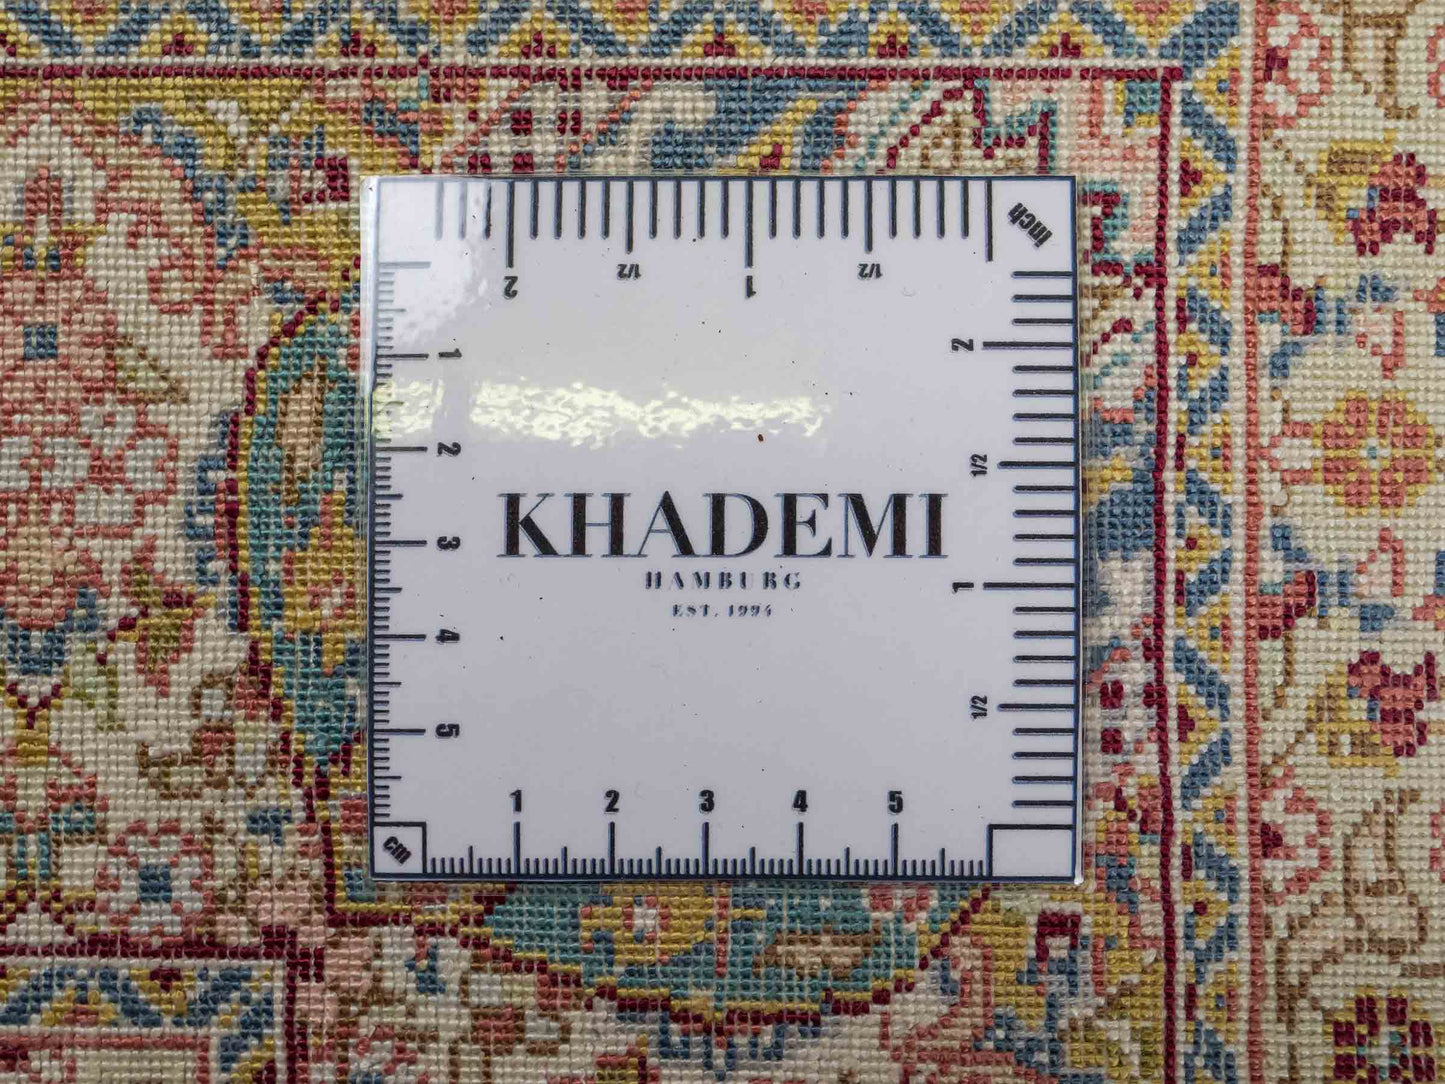 inch
2 1/2 1 1/2
1
2
3
4
5
2
1/2
1
1/2
KHADEMI
HAMBURG
EST. 1994
cm
1 2 3 4 5